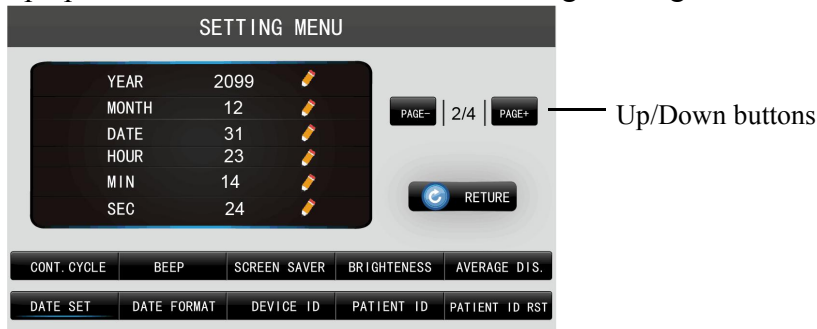 SETTING MENU
YEAR 2099
MONTH 12
DATE 31
HOUR 23
MIN 14
SEC 24
PAGE- | 2/4 | PAGE+
Up/Down buttons
RETURE
CONT. CYCLE BEEP SCREEN SAVER BRIGHTENESS AVERAGE DIS.
DATE SET DATE FORMAT DEVICE ID PATIENT ID PATIENT ID RST